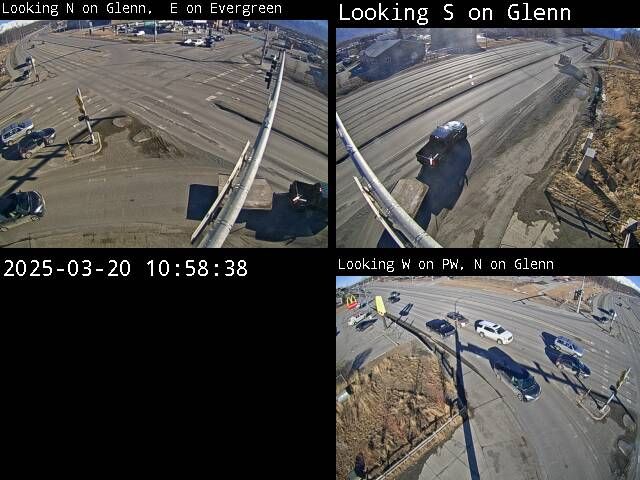 Looking N on Glenn,  E on Evergreen
Looking S on Glenn
2025-03-20 10:58:38
Looking W on PW, N on Glenn